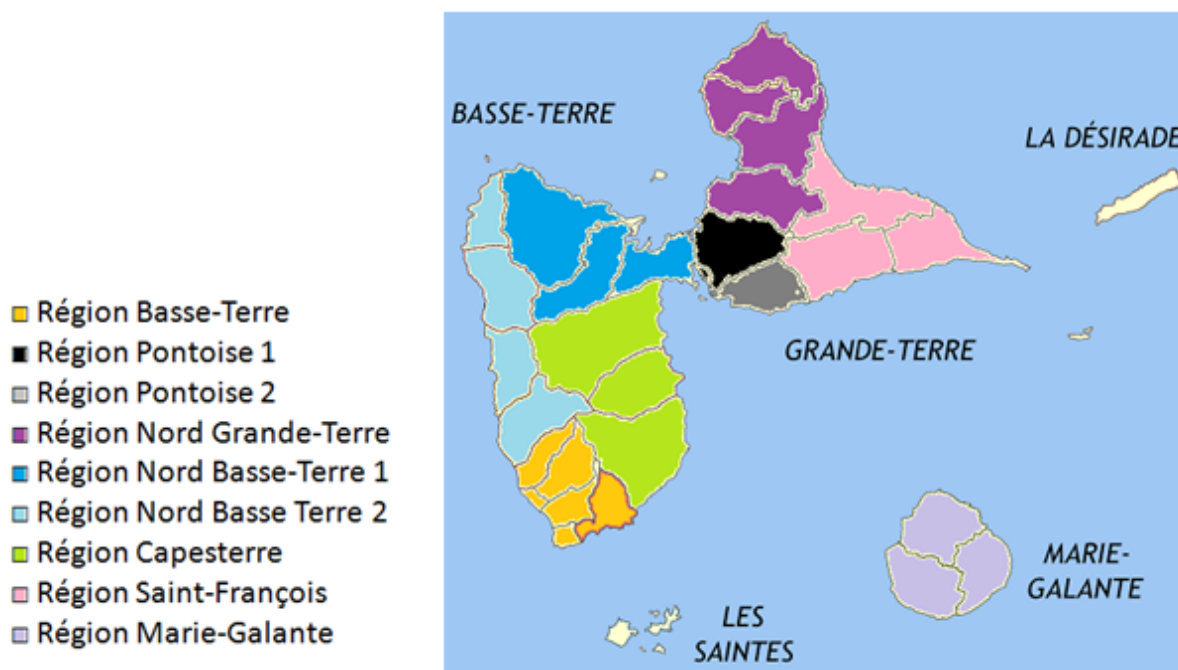 Région Basse-Terre
Région Pontoise 1
Région Pontoise 2
Région Nord Grande-Terre
Région Nord Basse-Terre 1
Région Nord Basse Terre 2
Région Capesterre
Région Saint-François
Région Marie-Galante
BASSE-TERRE
LA DÉSIRADE
GRANDE-TERRE
MARIE-
GALANTE
LES
SAINTES